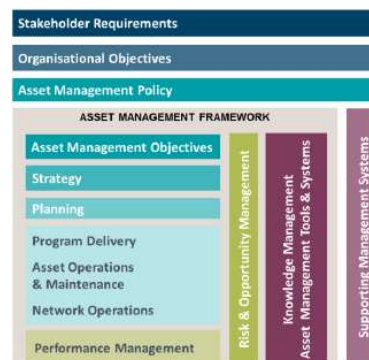 Stakeholder Requirements
Organisational Objectives
Asset Management Policy
ASSET MANAGEMENT FRAMEWORK
Asset Management Objectives
Strategy
Planning
Program Delivery
Asset Operations
& Maintenance
Network Operations
Performance Management
Risk & Opportunity Management
Knowledge Management
Asset Management Tools & Systems
Supporting Management Systems